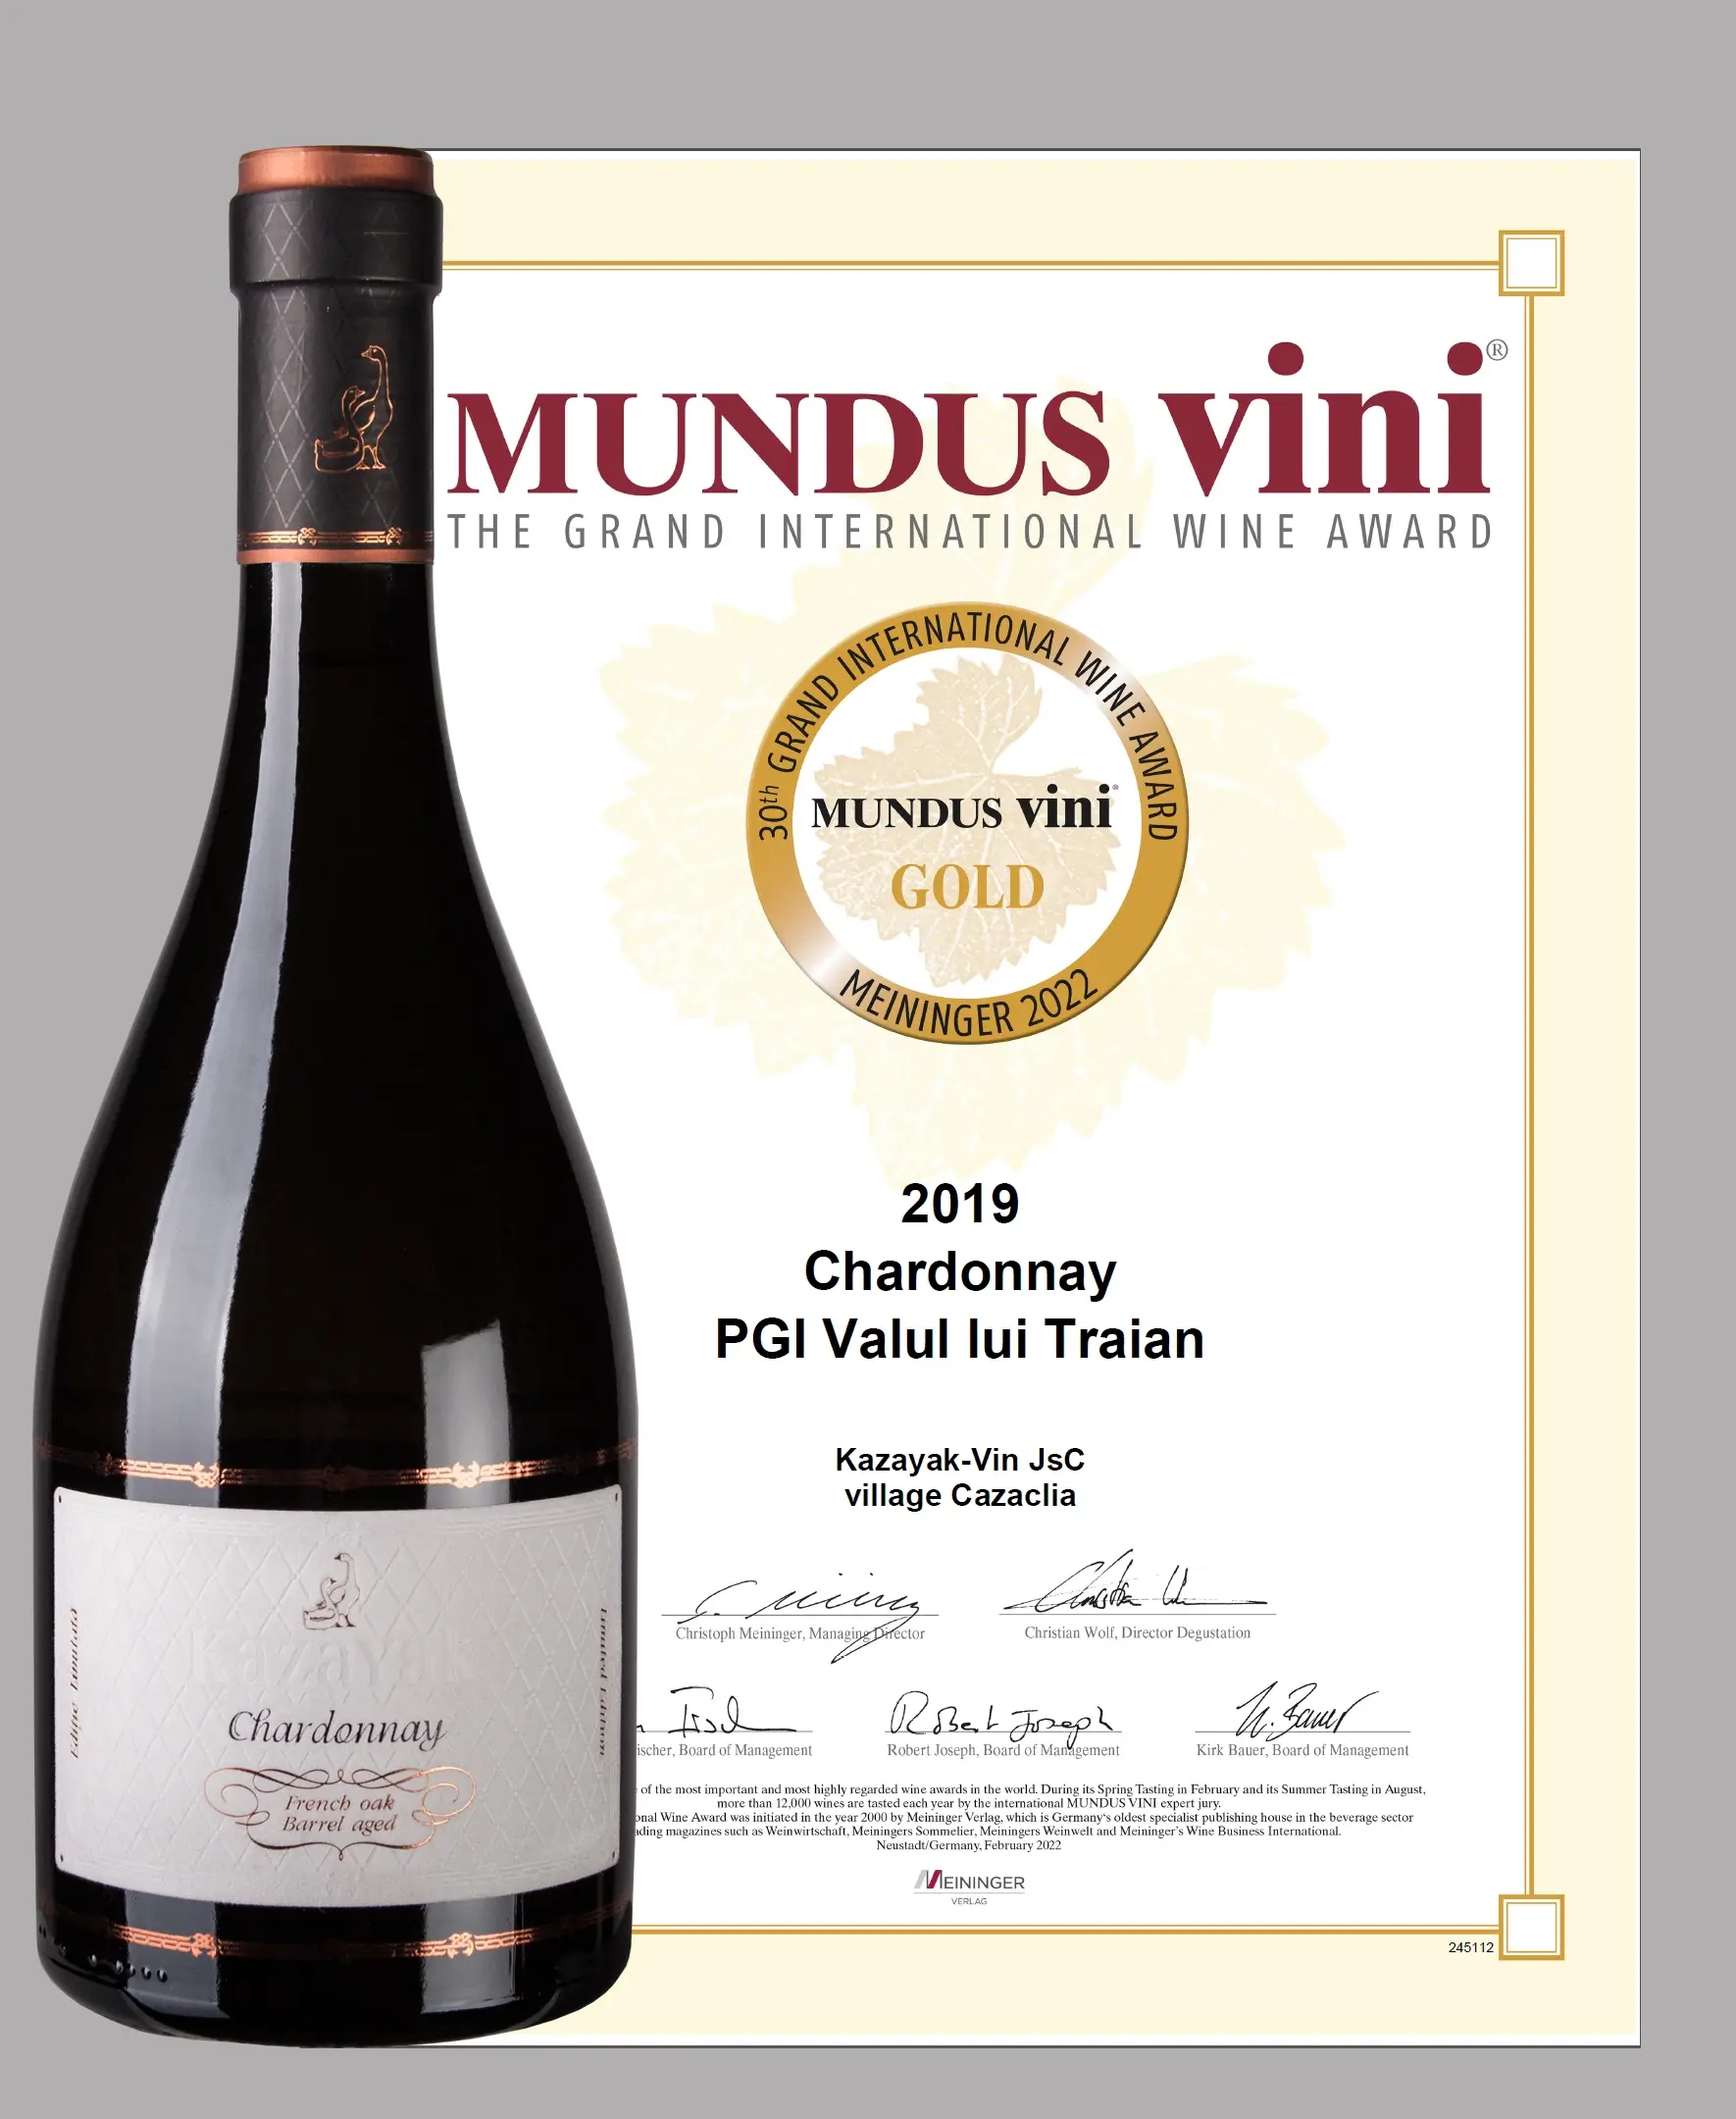 MUNDUS vini®
THE GRAND INTERNATIONAL WINE AWARD
30th GRAND INTERNATIONAL WINE AWARD
MUNDUS vini®
GOLD
MEININGER 2022
2019
Chardonnay
PGI Valul lui Traian
Kazayak-Vin JsC
village Cazaclia
Christoph Meininger, Managing Director
Christian Wolf, Director Degustation
Robert Joseph
ischer, Board of Management
Robert Joseph, Board of Management
Kirk Bauer, Board of Management
of the most important and most highly regarded wine awards in the world. During its Spring Tasting in February and its Summer Tasting in August,
more than 12,000 wines are tasted each year by the international MUNDUS VINI expert jury.
onal Wine Award was initiated in the year 2000 by Meininger Verlag, which is Germany's oldest specialist publishing house in the beverage sector
ading magazines such as Weinwirtschaft, Meiningers Sommelier, Meiningers Weinwelt and Meininger's Wine Business International.
Neustadt/Germany, February 2022
MEININGER
VERLAG
245112
Kazayak
Chardonnay
French oak
Barrel aged
Ediție Limitată
Limited Edition